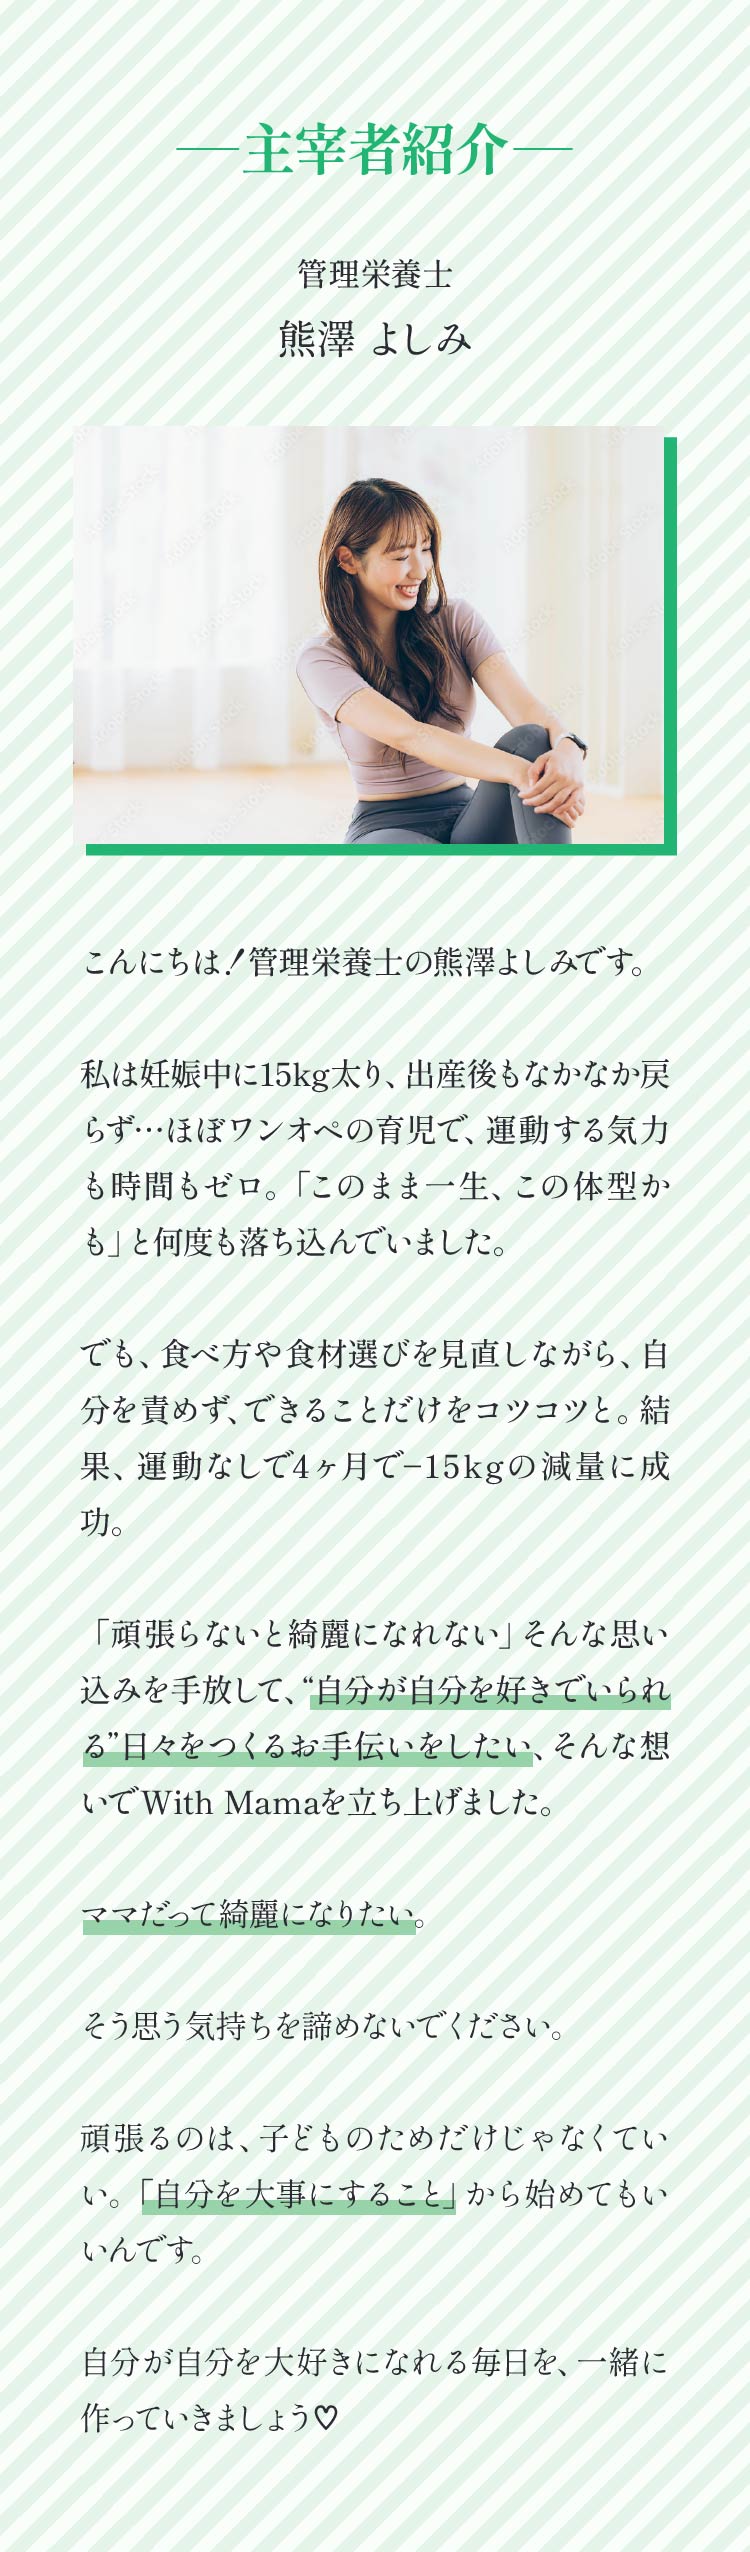 主宰者紹介
管理栄養士
熊澤 よしみ
こんにちは！管理栄養士の熊澤よしみです。
私は妊娠中に15kg太り、出産後もなかなか戻
らず…ほぼワンオペの育児で、運動する気力
も時間もゼロ。「このまま一生、この体型か
も」と何度も落ち込んでいました。
でも、食べ方や食材選びを見直しながら、自
分を責めず、できることだけをコツコツと。結
果、運動なしで4ヶ月で−15kgの減量に成
功。
「頑張らないと綺麗になれない」そんな思い
込みを手放して、“自分が自分を好きでいられ
る”日々をつくるお手伝いをしたい、そんな想
いでWith Mamaを立ち上げました。
ママだって綺麗になりたい。
そう思う気持ちを諦めないでください。
頑張るのは、子どものためだけじゃなくてい
い。「自分を大事にすること」から始めてもい
いんです。
自分が自分を大好きになれる毎日を、一緒に
作っていきましょう♡